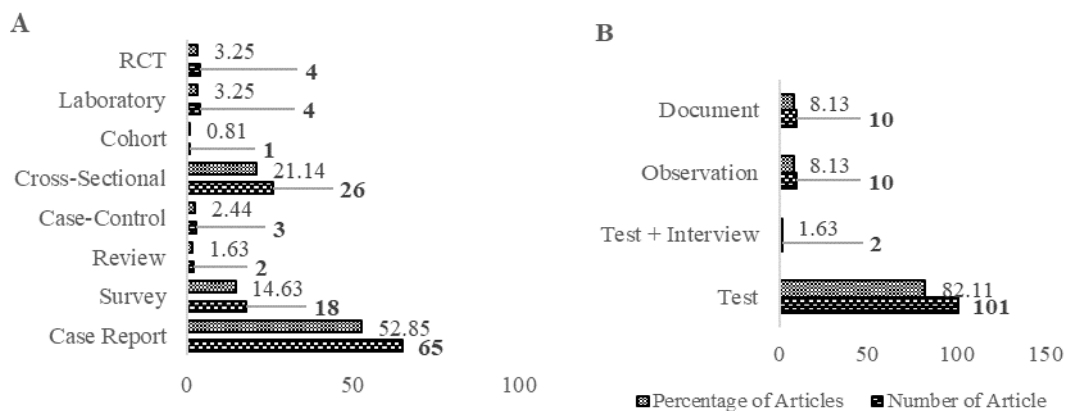 A
RCT
3.25
4
Laboratory
3.25
4
Cohort
0.81
1
Cross-Sectional
21.14
26
Case-Control
2.44
3
Review
1.63
2
Survey
14.63
18
Case Report
52.85
65
0 50 100
B
Document
8.13
10
Observation
8.13
10
Test + Interview
1.63
2
Test
82.11
101
0 50 100 150
Percentage of Articles Number of Article